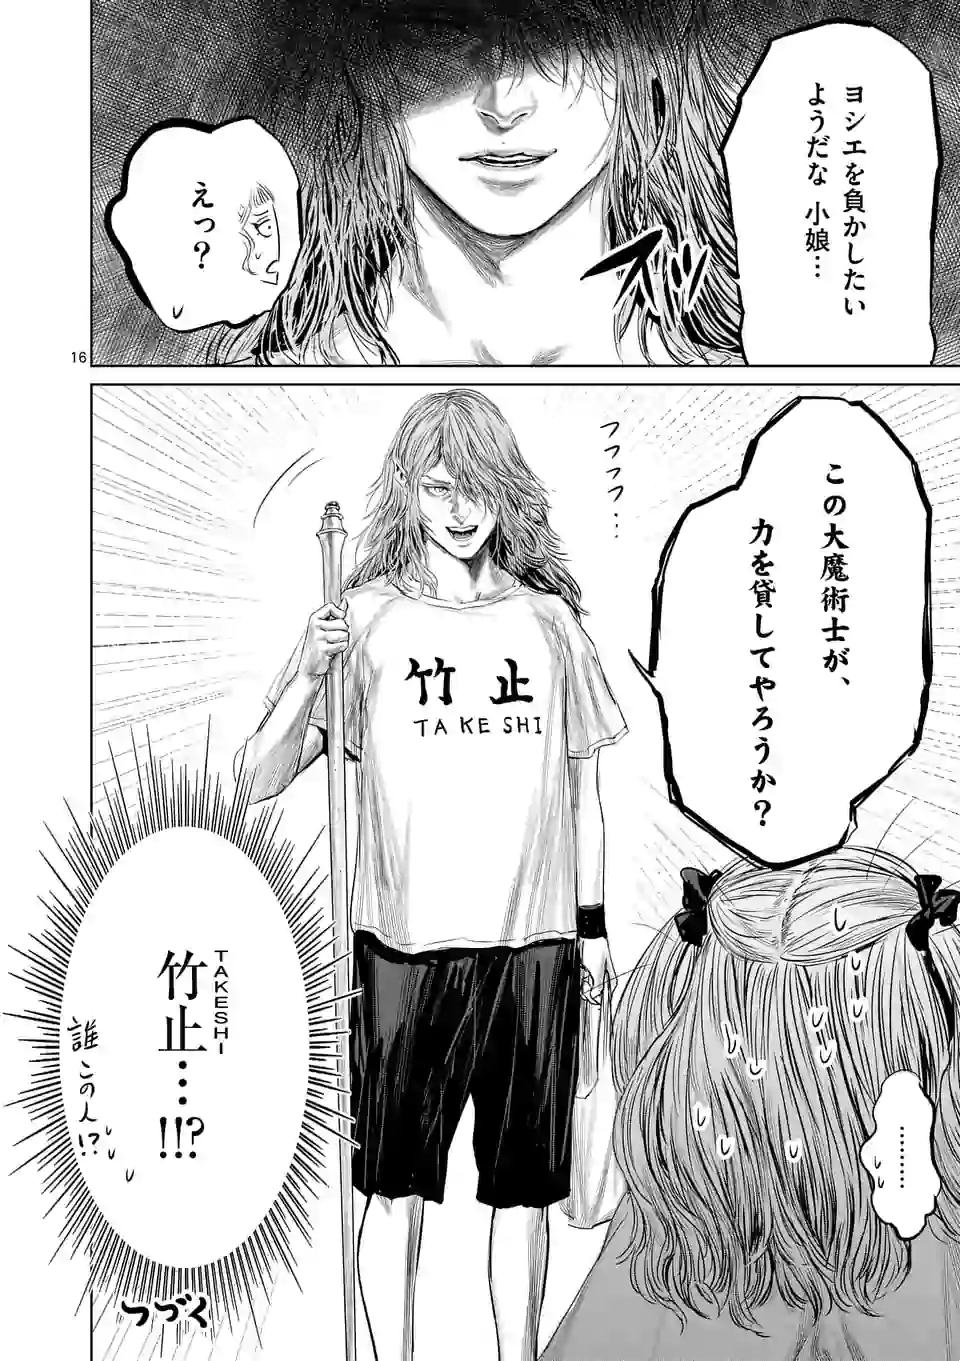 ヨシエを負かしたい
ようだな 小娘…
ズッ
えっ?
16
フフフフ…
この大魔術士が、
力を貸してやろうか?
竹止
TAKESHI
………
TAKESHI
竹止…!!?
誰この人!?
つづく